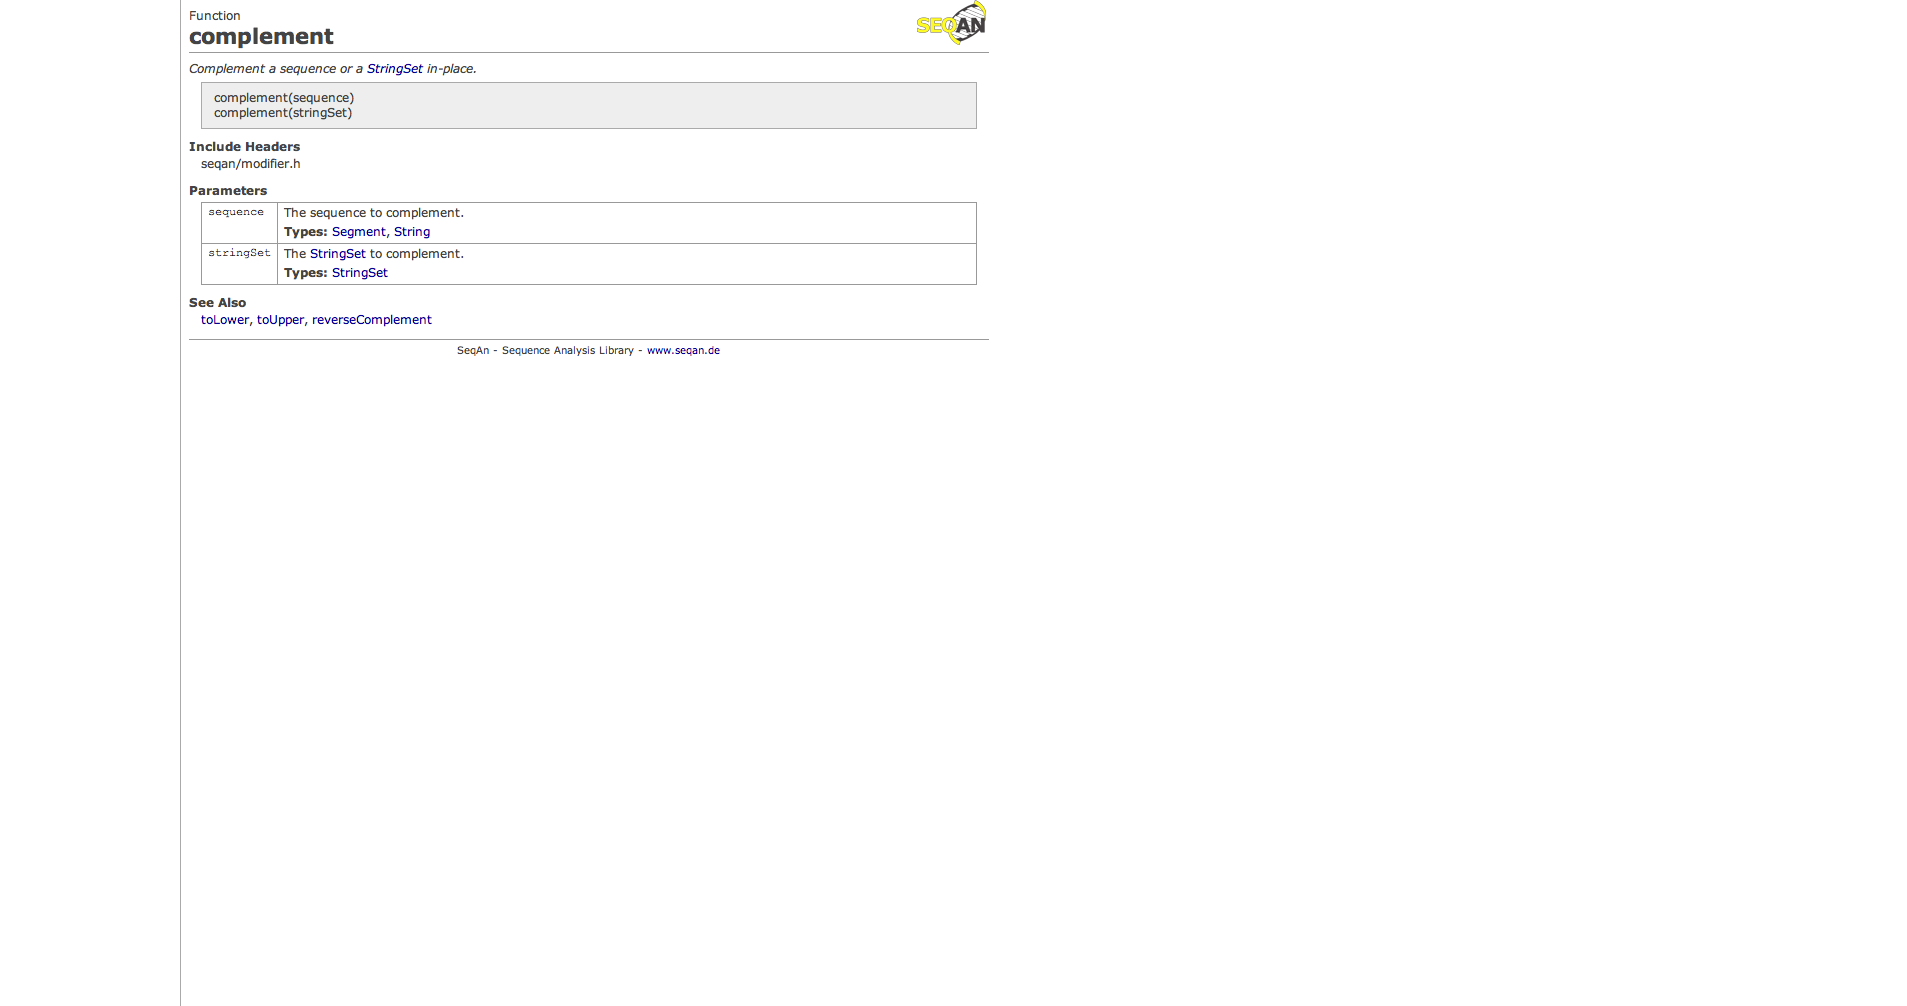 Function
SEQAN
complement
Complement a sequence or a StringSet in-place.
complement(sequence)
complement(stringSet)
Include Headers
seqan/modifier.h
Parameters
sequence The sequence to complement.
Types: Segment, String
stringSet The StringSet to complement.
Types: StringSet
See Also
toLower, toUpper, reverseComplement
SeqAn - Sequence Analysis Library - www.seqan.de